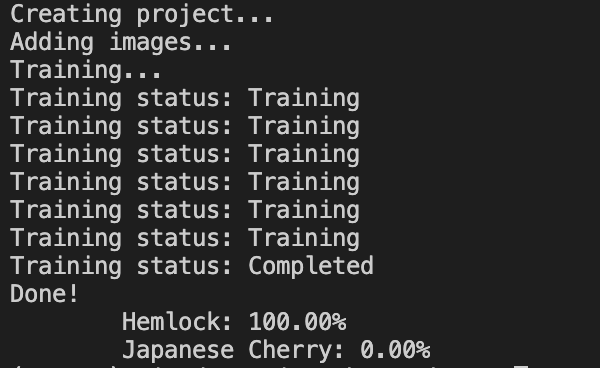 Creating project...
Adding images...
Training...
Training status: Training
Training status: Training
Training status: Training
Training status: Training
Training status: Training
Training status: Training
Training status: Completed
Done!
Hemlock: 100.00%
Japanese Cherry: 0.00%